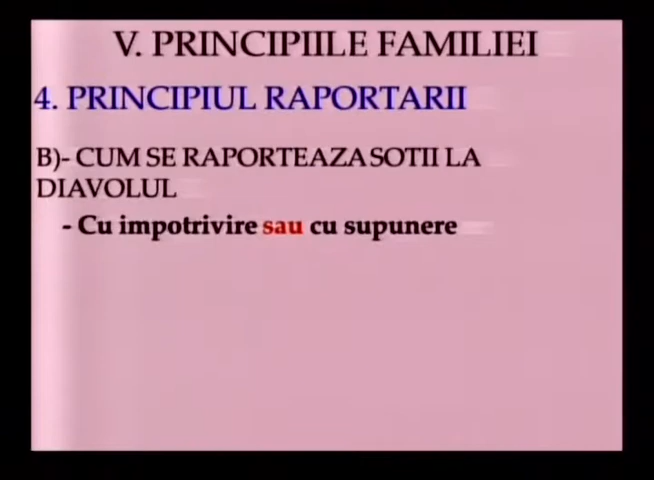 V. PRINCIPIILE FAMILIEI
4. PRINCIPIUL RAPORTARII
B)- CUM SE RAPORTEAZA SOTII LA
DIAVOLUL
- Cu impotrivire sau cu supunere